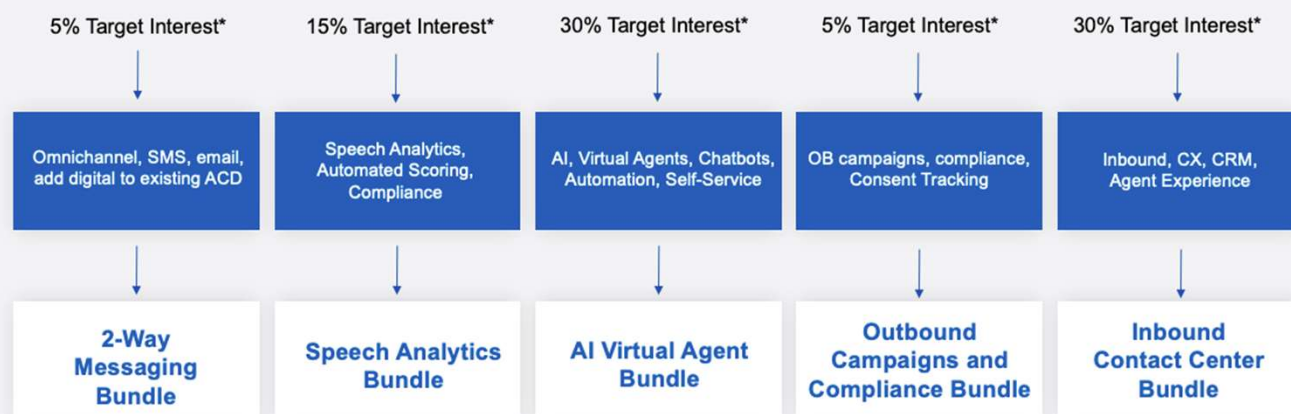 5% Target Interest*
15% Target Interest*
30% Target Interest*
5% Target Interest*
30% Target Interest*
Omnichannel, SMS, email,
add digital to existing ACD
Speech Analytics,
Automated Scoring,
Compliance
AI, Virtual Agents, Chatbots,
Automation, Self-Service
OB campaigns, compliance,
Consent Tracking
Inbound, CX, CRM,
Agent Experience
2-Way
Messaging
Bundle
Speech Analytics
Bundle
AI Virtual Agent
Bundle
Outbound
Campaigns and
Compliance Bundle
Inbound
Contact Center
Bundle